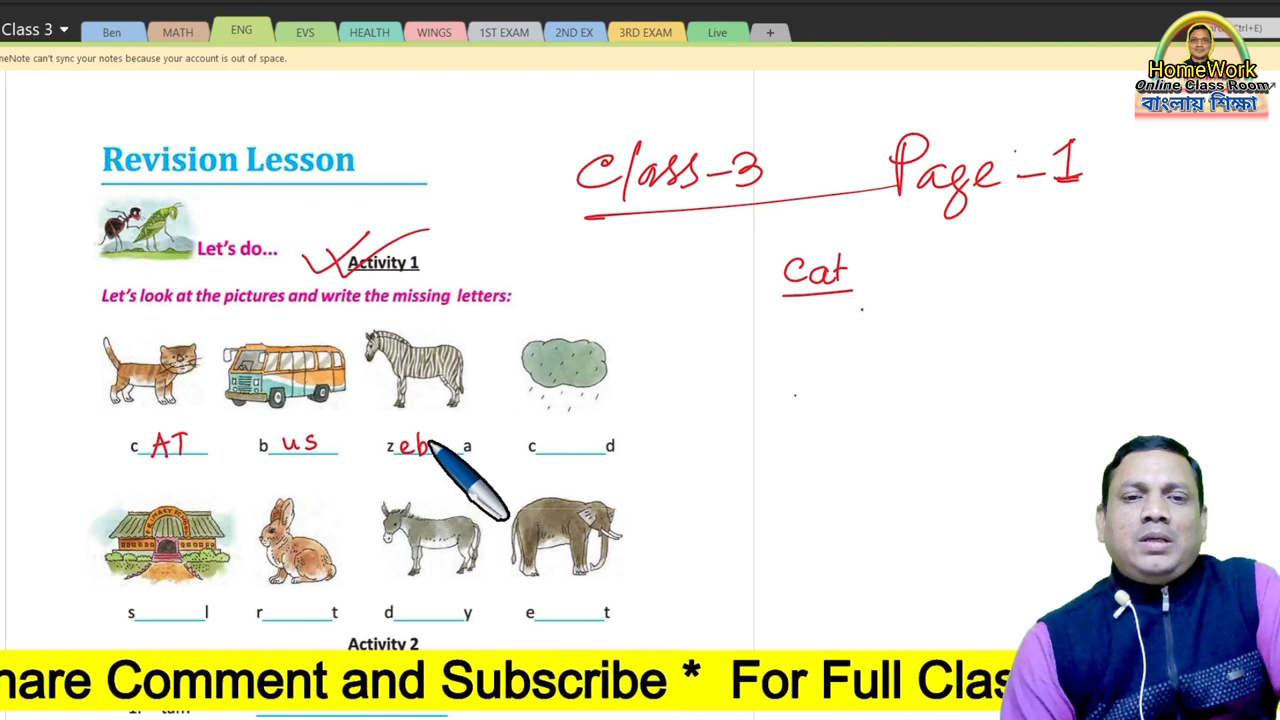 Class 3
Ben MATH ENG EVS HEALTH WINGS 1ST EXAM 2ND EX 3RD EXAM Live +
eNote can't sync your notes because your account is out of space.
Ctrl+E)
HomeWork
Online Class Room
বাংলায় শিক্ষা
Revision Lesson
Class-3 Page:-1
Let's do...
Activity 1
Cat
Let's look at the pictures and write the missing letters:
PRIMARY SCHOOL
c AT b us z eb a c d
s l r t d y e t
Activity 2
hare Comment and Subscribe * For Full Clas